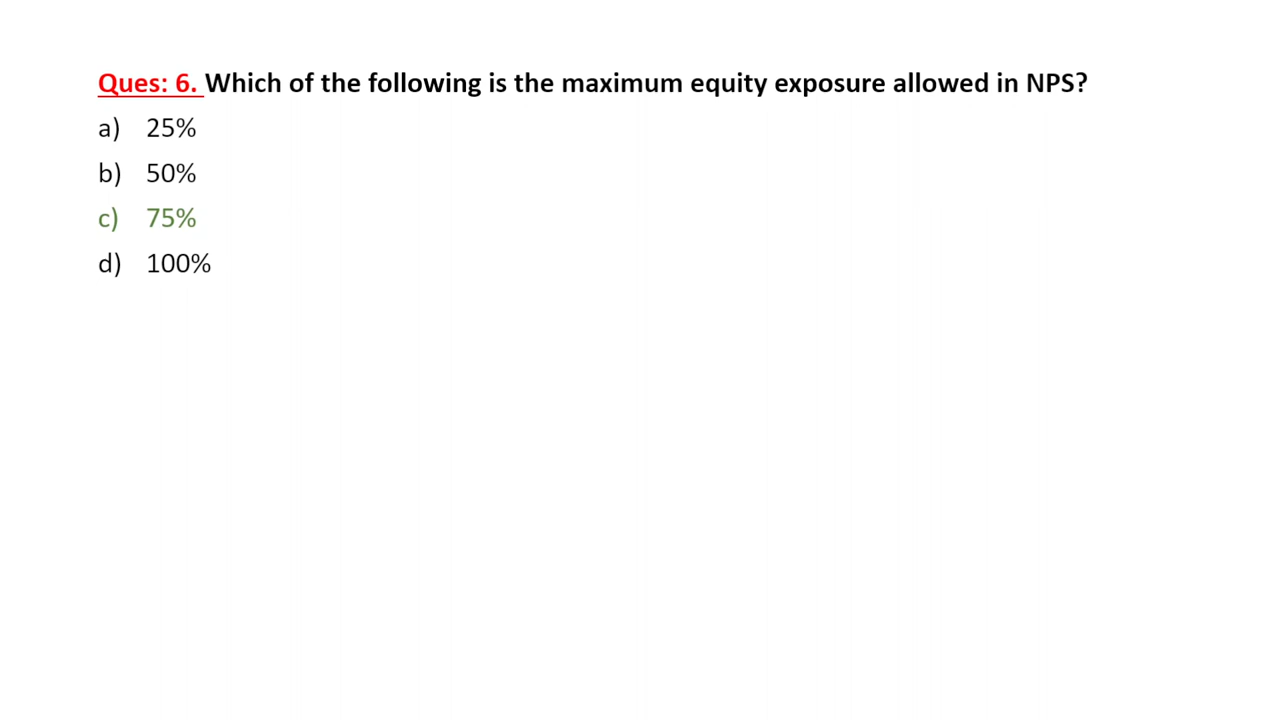 Ques: 6. Which of the following is the maximum equity exposure allowed in NPS?
a) 25%
b) 50%
c) 75%
d) 100%